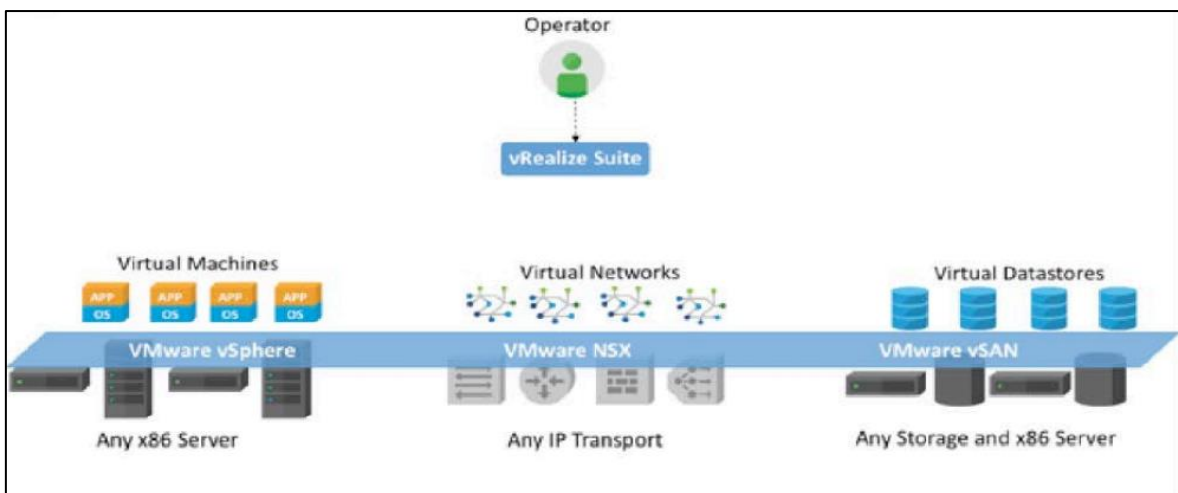 Operator
vRealize Suite
Virtual Machines
Virtual Networks
Virtual Datastores
APP APP APP APP
OS OS OS OS
VMware vSphere
VMware NSX
VMware vSAN
Any x86 Server
Any IP Transport
Any Storage and x86 Server